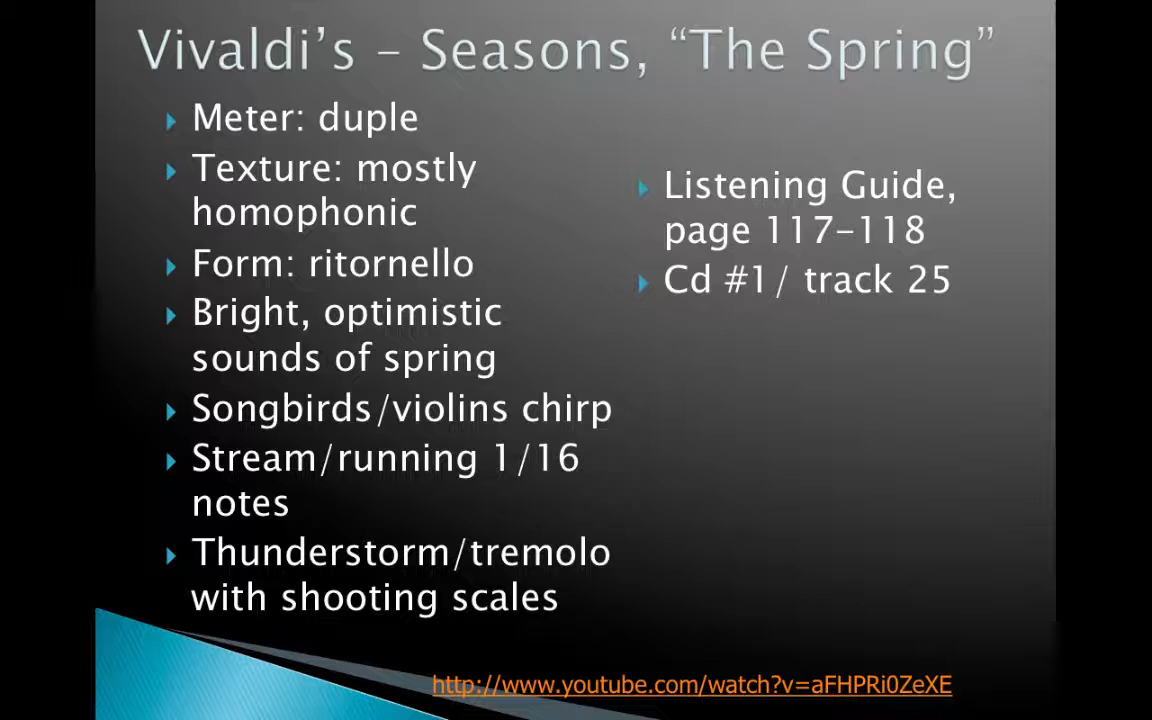 Vivaldi's – Seasons, “The Spring”
Meter: duple
Texture: mostly
homophonic
Form: ritornello
Bright, optimistic
sounds of spring
Songbirds/violins chirp
Stream/running 1/16
notes
Thunderstorm/tremolo
with shooting scales
Listening Guide,
page 117-118
Cd #1/ track 25
http://www.youtube.com/watch?v=aFHPRi0ZeXE